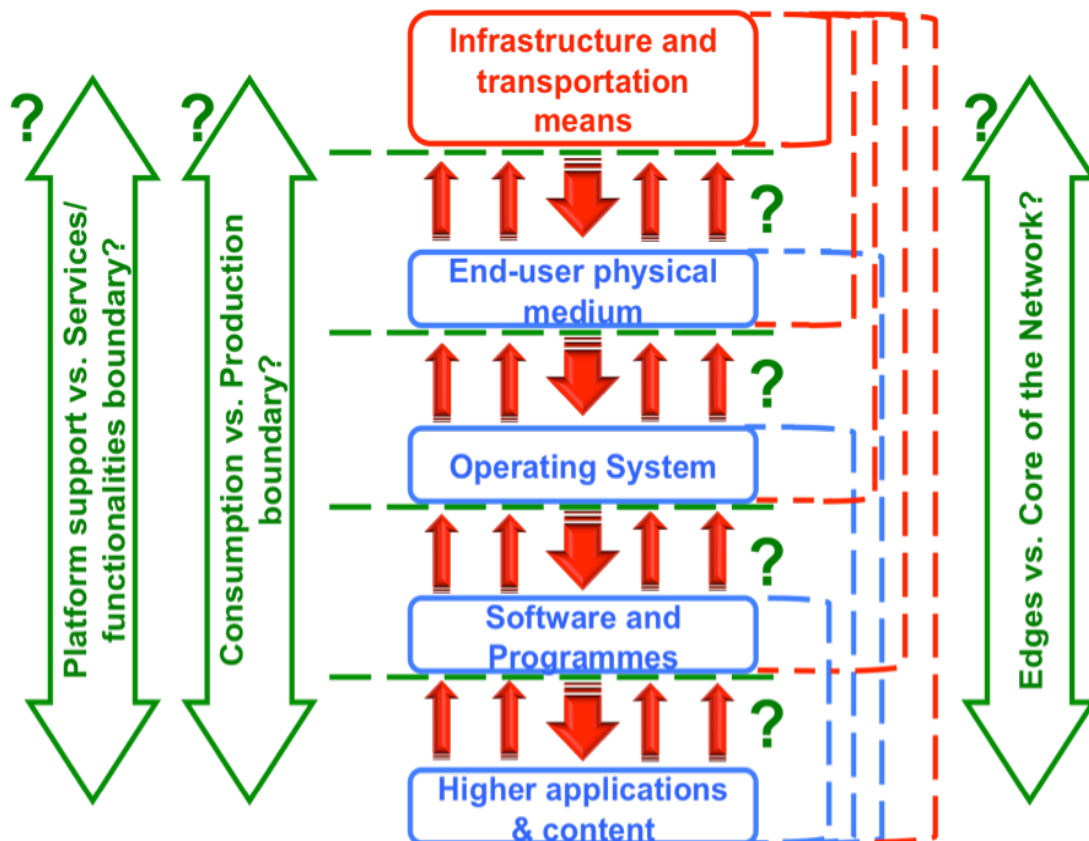 Infrastructure and
transportation
means
?
?
?
?
End-user physical
medium
?
Operating System
?
Software and
Programmes
?
Higher applications
& content
Platform support vs. Services/
functionalities boundary?
Consumption vs. Production
boundary?
Edges vs. Core of the Network?